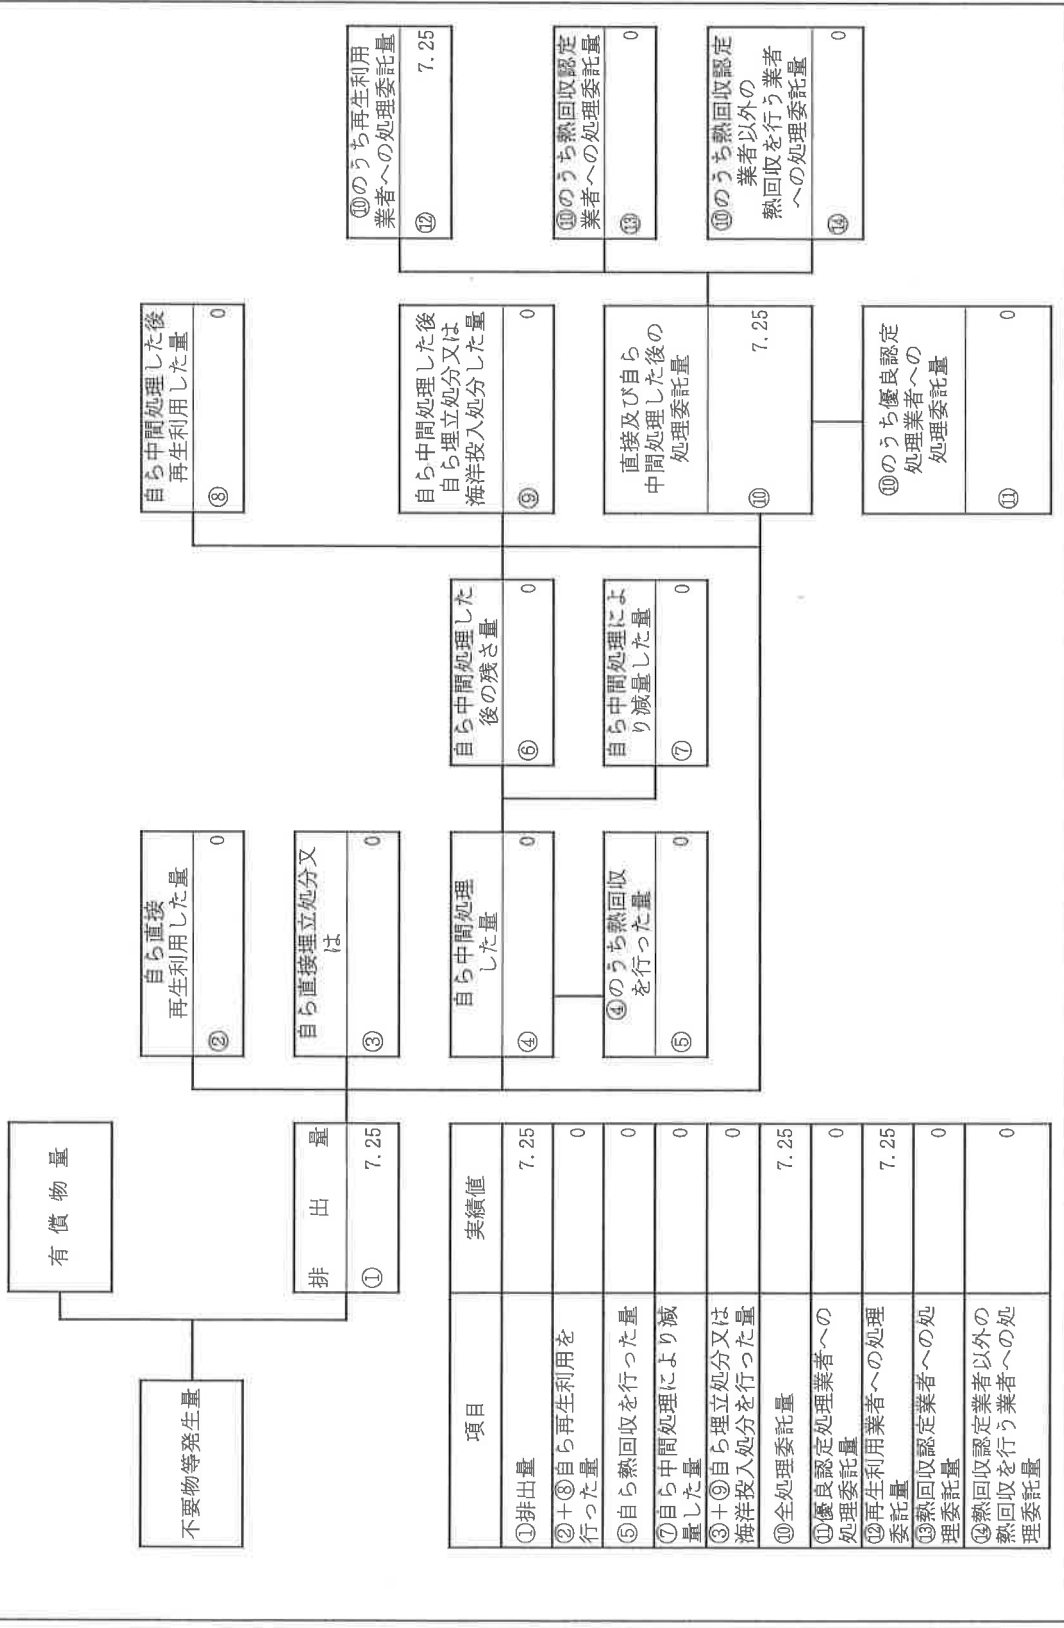 有償物量
不要物等発生量
排出量
① 7.25
自ら直接
再生利用した量
② 0
自ら直接埋立処分又
は
③ 0
自ら中間処理
した量
④ 0
④のうち熱回収
を行った量
⑤ 0
自ら中間処理した
後の残さ量
⑥ 0
自ら中間処理によ
り減量した量
⑦ 0
自ら中間処理した後
再生利用した量
⑧ 0
自ら中間処理した後
自ら埋立処分又は
海洋投入処分した量
⑨ 0
直接及び自ら
中間処理した後の
処理委託量
⑩ 7.25
⑩のうち優良認定
処理業者への
処理委託量
⑪ 0
⑩のうち再生利用
業者への処理委託量
⑫ 7.25
⑩のうち熱回収認定
業者への処理委託量
⑬ 0
⑩のうち熱回収認定
業者以外の
熱回収を行う業者
への処理委託量
⑭ 0
項目 実績値
①排出量 7.25
②+⑧自ら再生利用を
行った量 0
⑤自ら熱回収を行った量 0
⑦自ら中間処理により減
量した量 0
③+⑨自ら埋立処分又は
海洋投入処分を行った量 0
⑩全処理委託量 7.25
⑪優良認定処理業者への
処理委託量 0
⑫再生利用業者への処理
委託量 7.25
⑬熱回収認定業者への処
理委託量 0
⑭熱回収認定業者以外の
熱回収を行う業者への処
理委託量 0